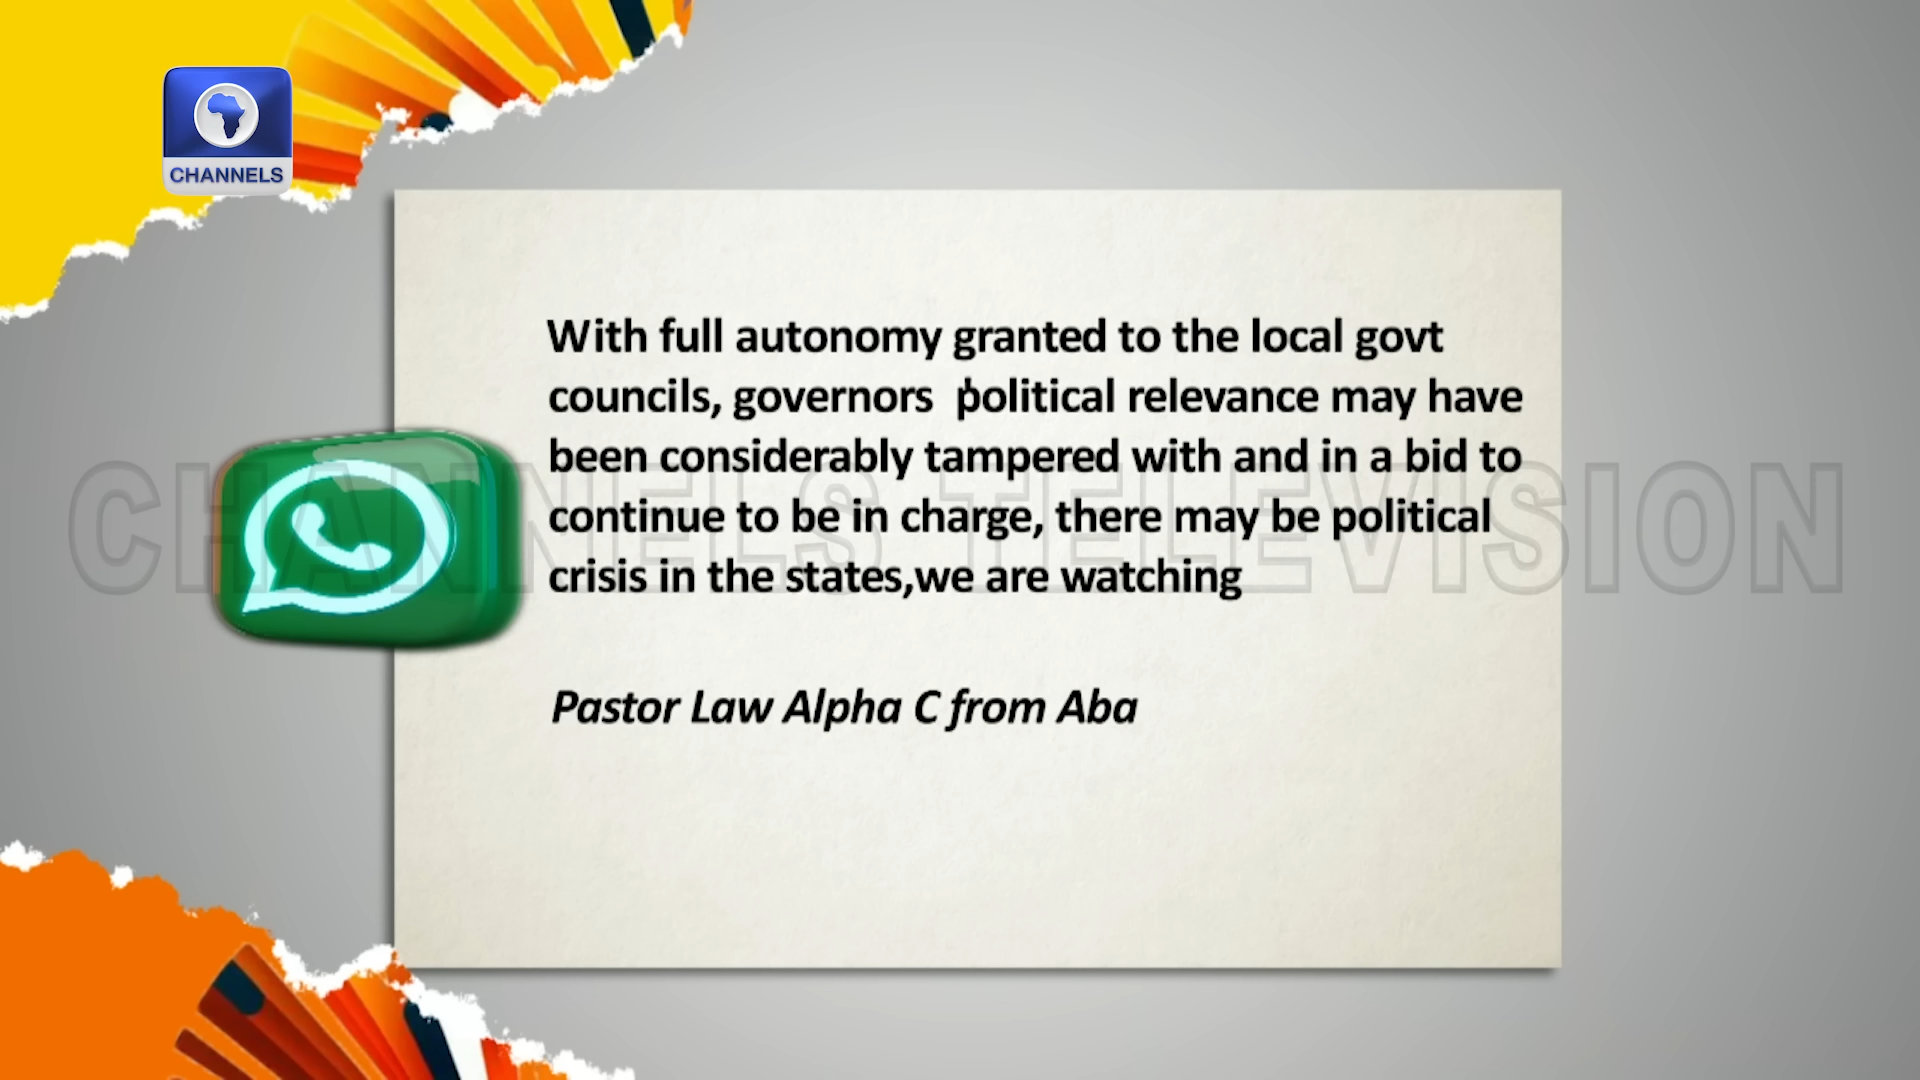 CHANNELS
With full autonomy granted to the local govt
councils, governors political relevance may have
been considerably tampered with and in a bid to
continue to be in charge, there may be political
crisis in the states,we are watching
Pastor Law Alpha C from Aba
CHANNELS TELEVISION